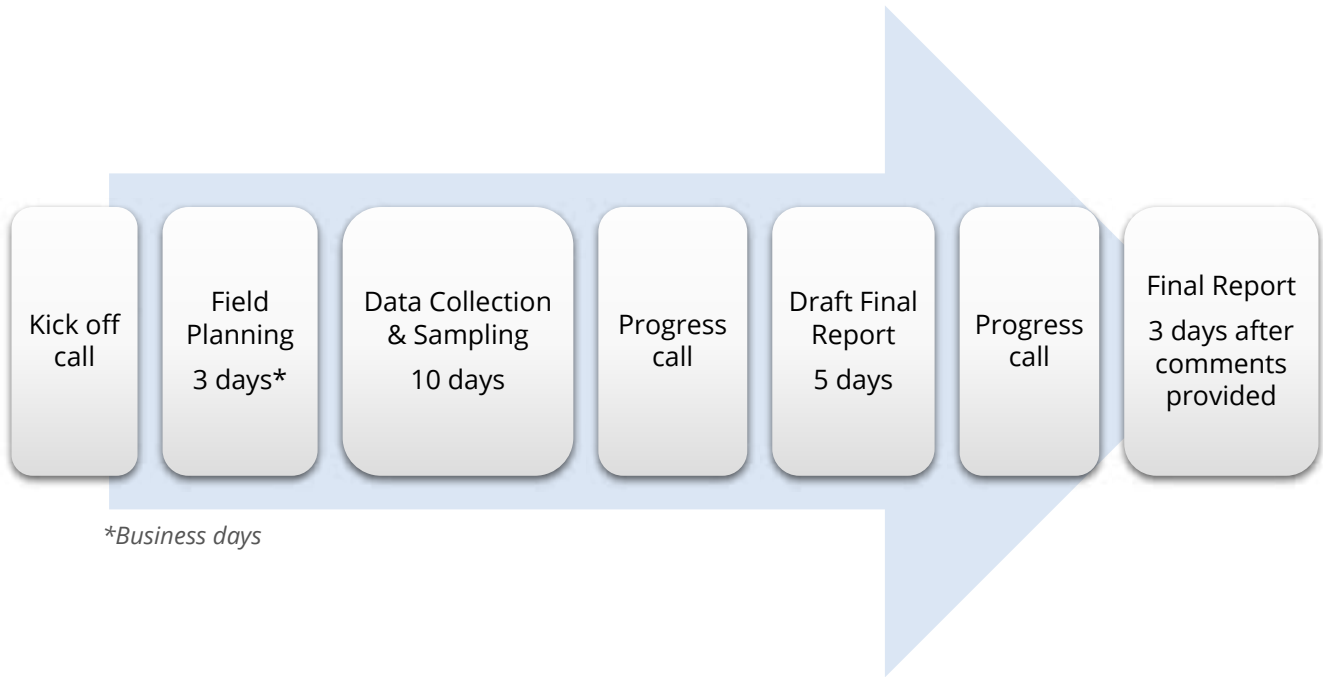 Kick off
call
Field
Planning
3 days*
Data Collection
& Sampling
10 days
Progress
call
Draft Final
Report
5 days
Progress
call
Final Report
3 days after
comments
provided
*Business days